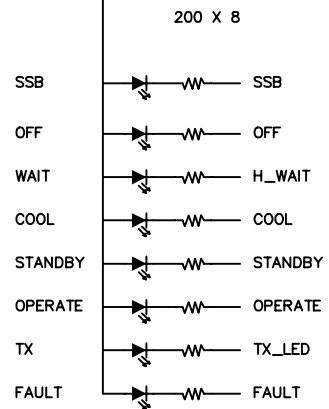 200 X 8
SSB SSB
OFF OFF
WAIT H_WAIT
COOL COOL
STANDBY STANDBY
OPERATE OPERATE
TX TX_LED
FAULT FAULT